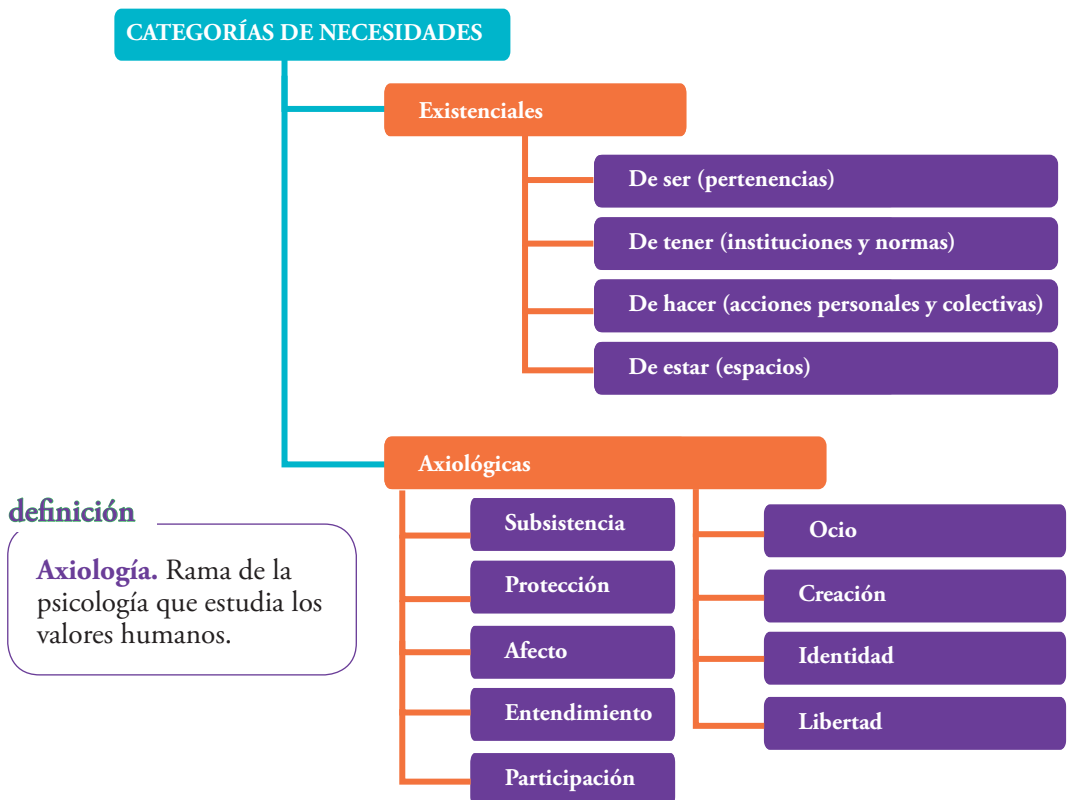 CATEGORÍAS DE NECESIDADES
Existenciales
De ser (pertenencias)
De tener (instituciones y normas)
De hacer (acciones personales y colectivas)
De estar (espacios)
Axiológicas
Subsistencia
Protección
Afecto
Entendimiento
Participación
Ocio
Creación
Identidad
Libertad
definición
Axiología. Rama de la
psicología que estudia los
valores humanos.